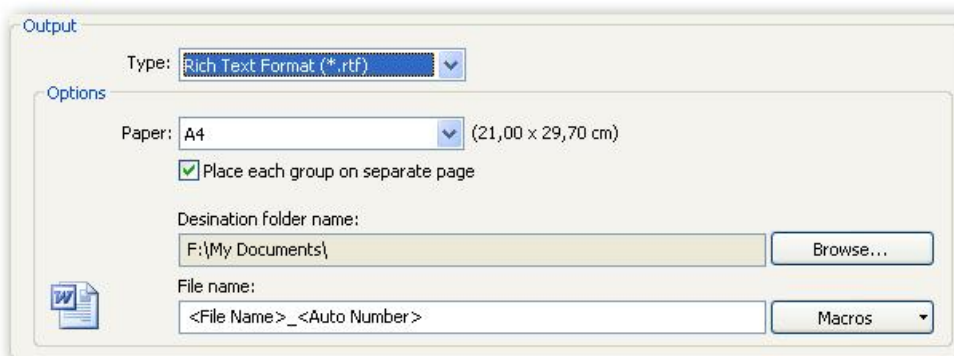 Output
Type: Rich Text Format (*.rtf)
Options
Paper: A4 (21,00 x 29,70 cm)
Place each group on separate page
Desination folder name:
F:\My Documents\ Browse...
File name:
<File Name>_<Auto Number> Macros